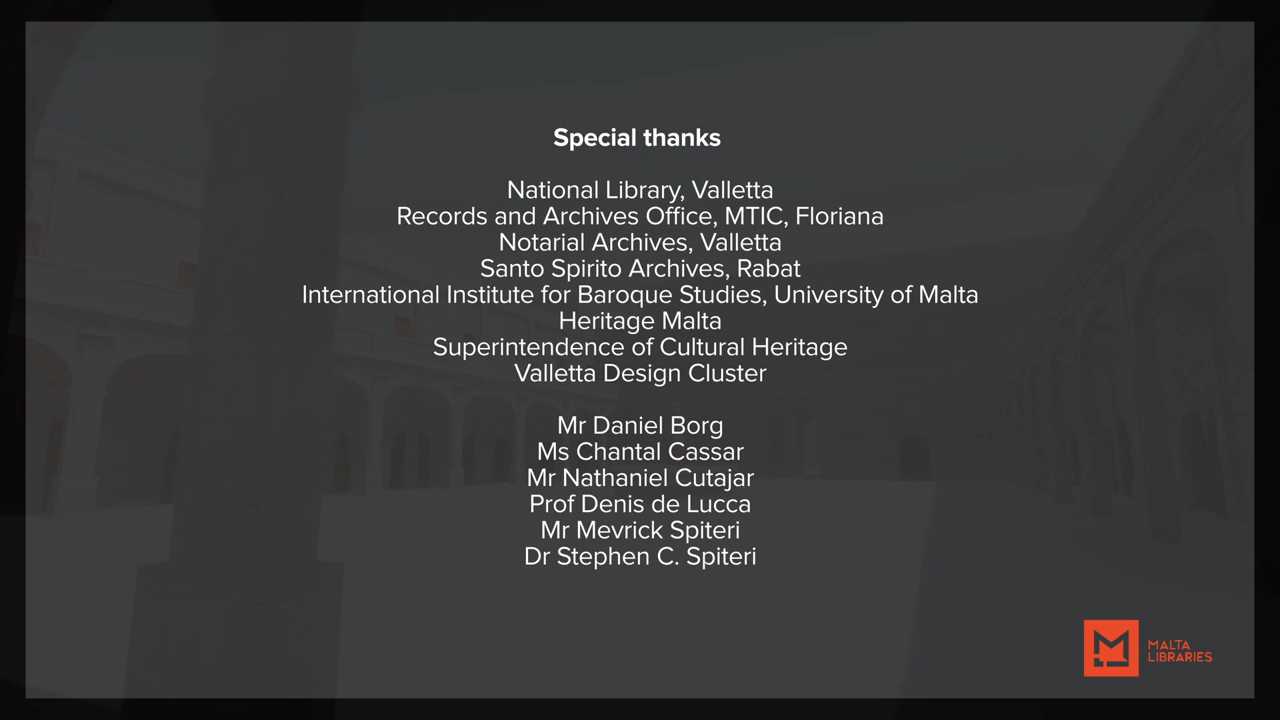 Special thanks
National Library, Valletta
Records and Archives Office, MTIC, Floriana
Notarial Archives, Valletta
Santo Spirito Archives, Rabat
International Institute for Baroque Studies, University of Malta
Heritage Malta
Superintendence of Cultural Heritage
Valletta Design Cluster
Mr Daniel Borg
Ms Chantal Cassar
Mr Nathaniel Cutajar
Prof Denis de Lucca
Mr Mevrick Spiteri
Dr Stephen C. Spiteri
MALTA
LIBRARIES